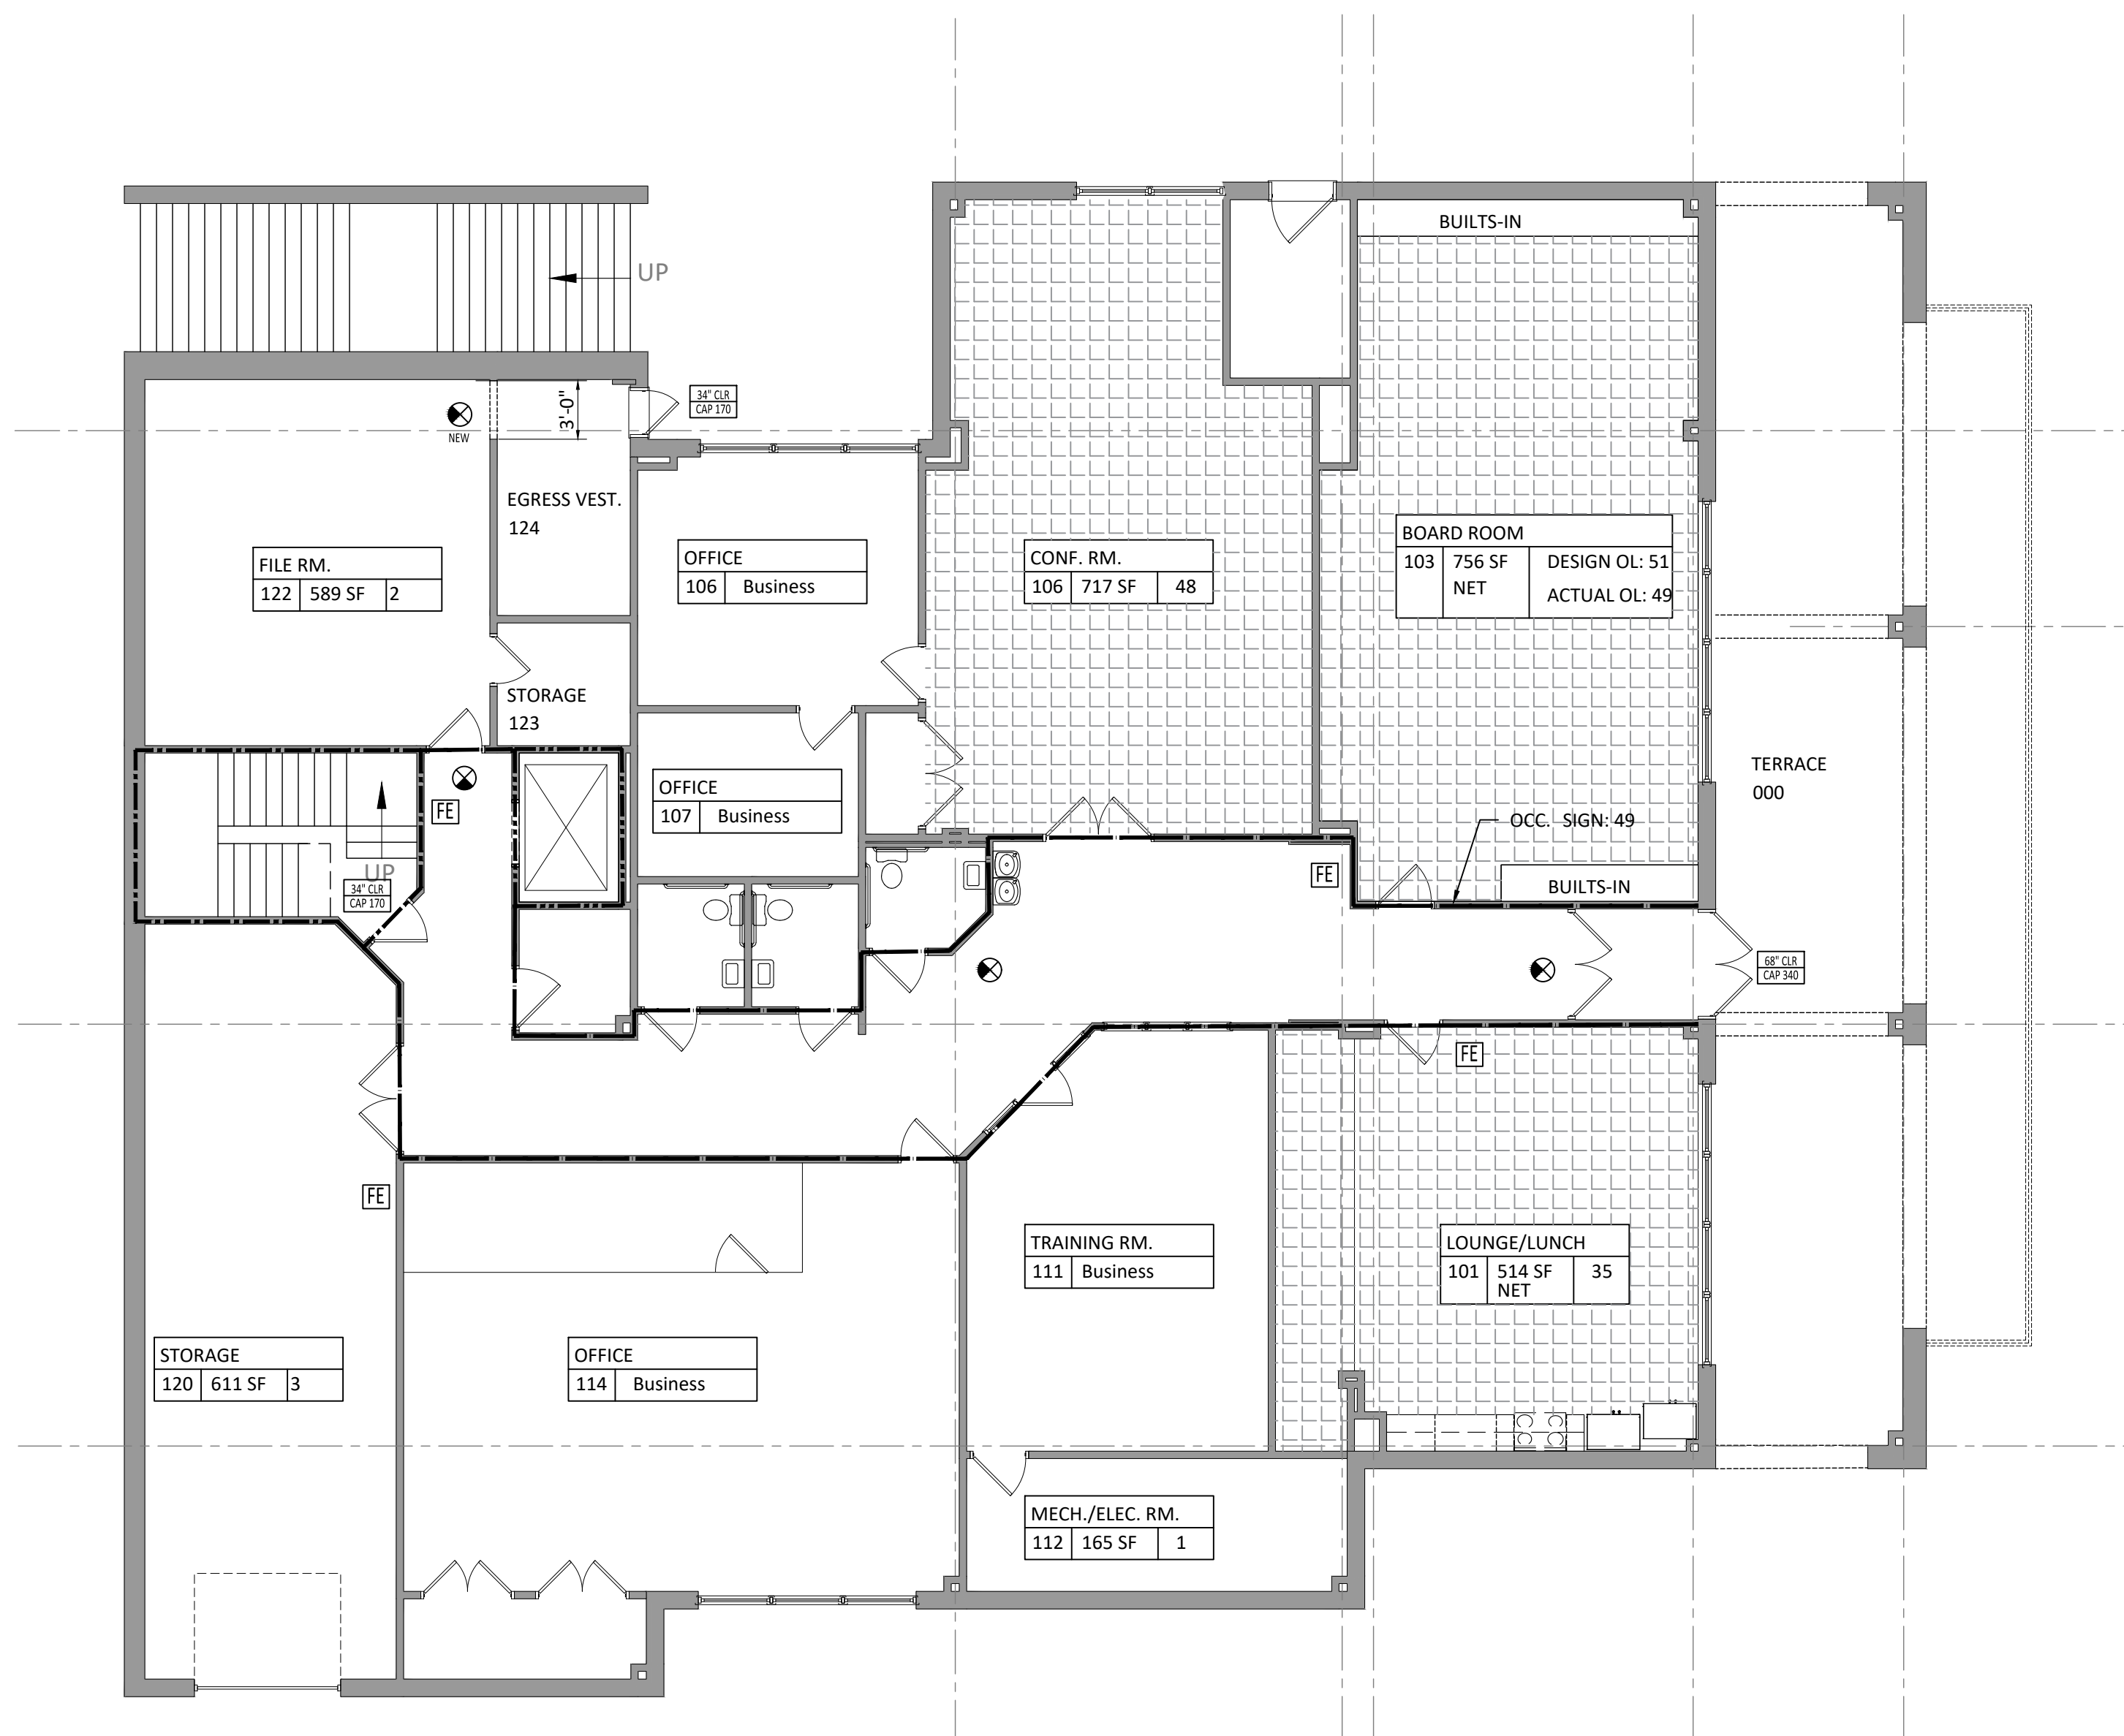 BUILTS-IN
UP
34" CLR
CAP 170
NEW
3'-0"
EGRESS VEST.
124
FILE RM.
122 589 SF 2
OFFICE
106 Business
CONF. RM.
106 717 SF 48
BOARD ROOM
103 756 SF NET DESIGN OL: 51
ACTUAL OL: 49
STORAGE
123
TERRACE
000
OFFICE
107 Business
FE
OCC. SIGN: 49
UP
34" CLR
CAP 170
FE
BUILTS-IN
68" CLR
CAP 340
FE
FE
TRAINING RM.
111 Business
LOUNGE/LUNCH
101 514 SF NET 35
STORAGE
120 611 SF 3
OFFICE
114 Business
MECH./ELEC. RM.
112 165 SF 1